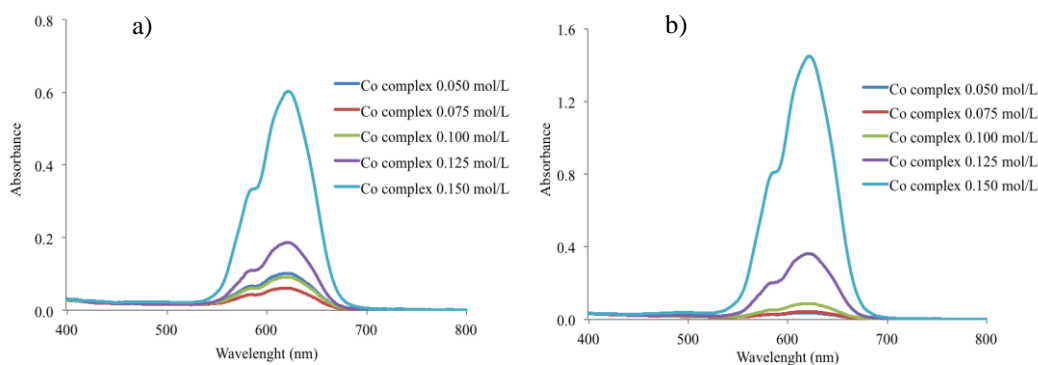 a)
0.8
0.6
0.4
0.2
0.0
Absorbance
400 500 600 700 800
Wavelenght (nm)
Co complex 0.050 mol/L
Co complex 0.075 mol/L
Co complex 0.100 mol/L
Co complex 0.125 mol/L
Co complex 0.150 mol/L
b)
1.6
1.2
0.8
0.4
0.0
Absorbance
400 500 600 700 800
Wavelenght (nm)
Co complex 0.050 mol/L
Co complex 0.075 mol/L
Co complex 0.100 mol/L
Co complex 0.125 mol/L
Co complex 0.150 mol/L